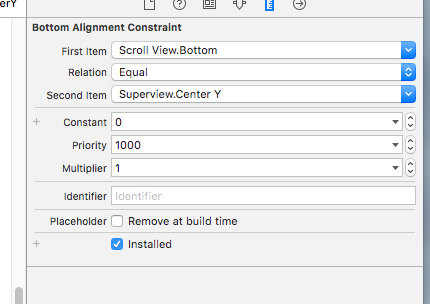 erY
Bottom Alignment Constraint
First Item Scroll View.Bottom
Relation Equal
Second Item Superview.Center Y
+ Constant 0
Priority 1000
Multiplier 1
Identifier Identifier
Placeholder Remove at build time
+ Installed